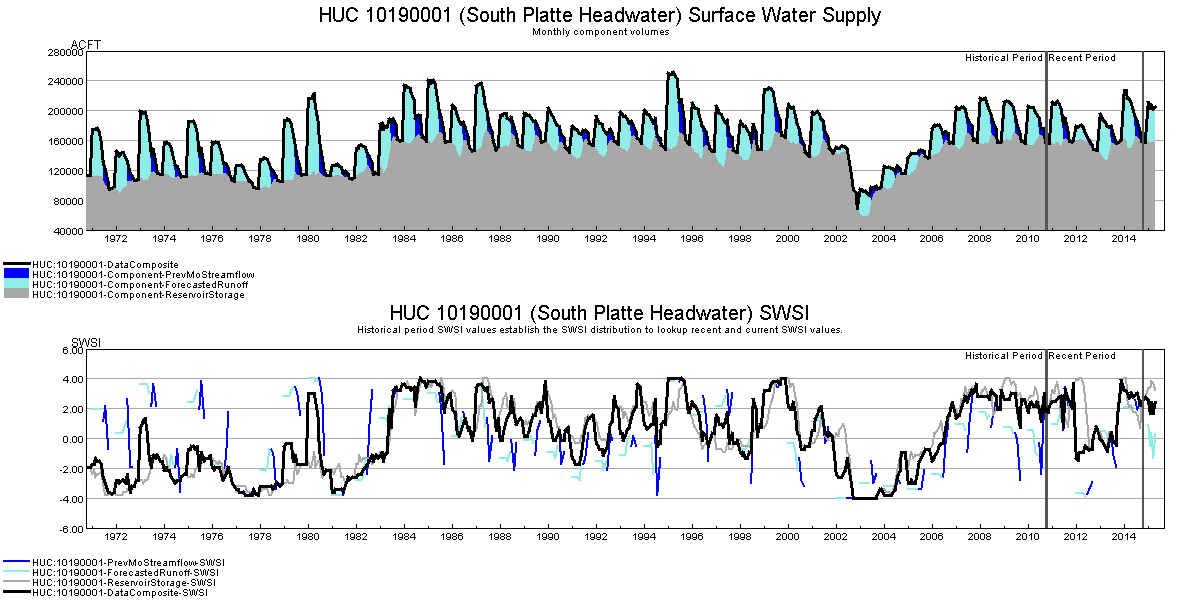 HUC 10190001 (South Platte Headwater) Surface Water Supply
Monthly component volumes
ACFT
280000
Historical Period Recent Period
240000
200000
160000
120000
80000
40000
1972 1974 1976 1978 1980 1982 1984 1986 1988 1990 1992 1994 1996 1998 2000 2002 2004 2006 2008 2010 2012 2014
HUC:10190001-DataComposite
HUC:10190001-Component-PrevMoStreamflow
HUC:10190001-Component-ForecastedRunoff
HUC:10190001-Component-ReservoirStorage
HUC 10190001 (South Platte Headwater) SWSI
Historical period SWSI values establish the SWSI distribution to lookup recent and current SWSI values.
SWSI
6.00
Historical Period Recent Period
4.00
2.00
0.00
-2.00
-4.00
-6.00
1972 1974 1976 1978 1980 1982 1984 1986 1988 1990 1992 1994 1996 1998 2000 2002 2004 2006 2008 2010 2012 2014
HUC:10190001-PrevMoStreamflow-SWSI
HUC:10190001-ForecastedRunoff-SWSI
HUC:10190001-ReservoirStorage-SWSI
HUC:10190001-DataComposite-SWSI